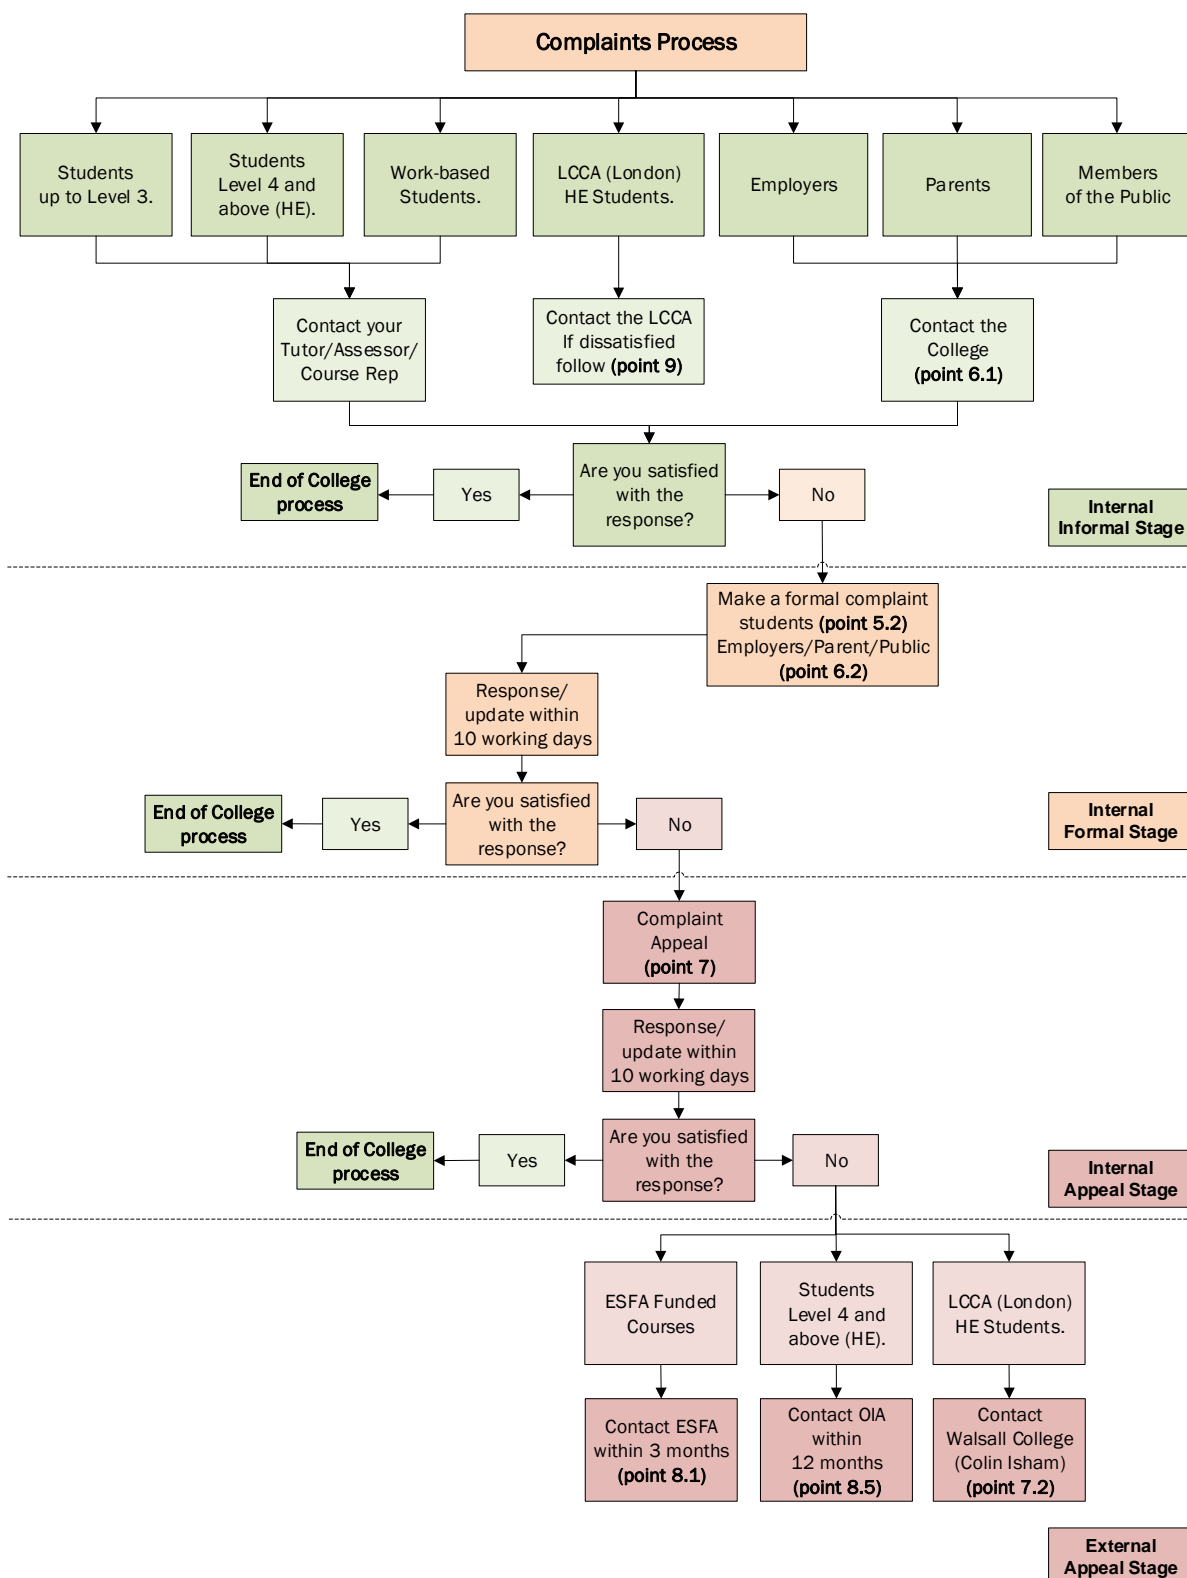 Complaints Process
Students
up to Level 3.
Students
Level 4 and
above (HE).
Work-based
Students.
LCCA (London)
HE Students.
Employers
Parents
Members
of the Public
Contact your
Tutor/Assessor/
Course Rep
Contact the LCCA
If dissatisfied
follow (point 9)
Contact the
College
(point 6.1)
End of College
process
Yes
Are you satisfied
with the
response?
No
Internal
Informal Stage
Make a formal complaint
students (point 5.2)
Employers/Parent/Public
(point 6.2)
Response/
update within
10 working days
End of College
process
Yes
Are you satisfied
with the
response?
No
Internal
Formal Stage
Complaint
Appeal
(point 7)
Response/
update within
10 working days
End of College
process
Yes
Are you satisfied
with the
response?
No
Internal
Appeal Stage
ESFA Funded
Courses
Students
Level 4 and
above (HE).
LCCA (London)
HE Students.
Contact ESFA
within 3 months
(point 8.1)
Contact OIA
within
12 months
(point 8.5)
Contact
Walsall College
(Colin Isham)
(point 7.2)
External
Appeal Stage